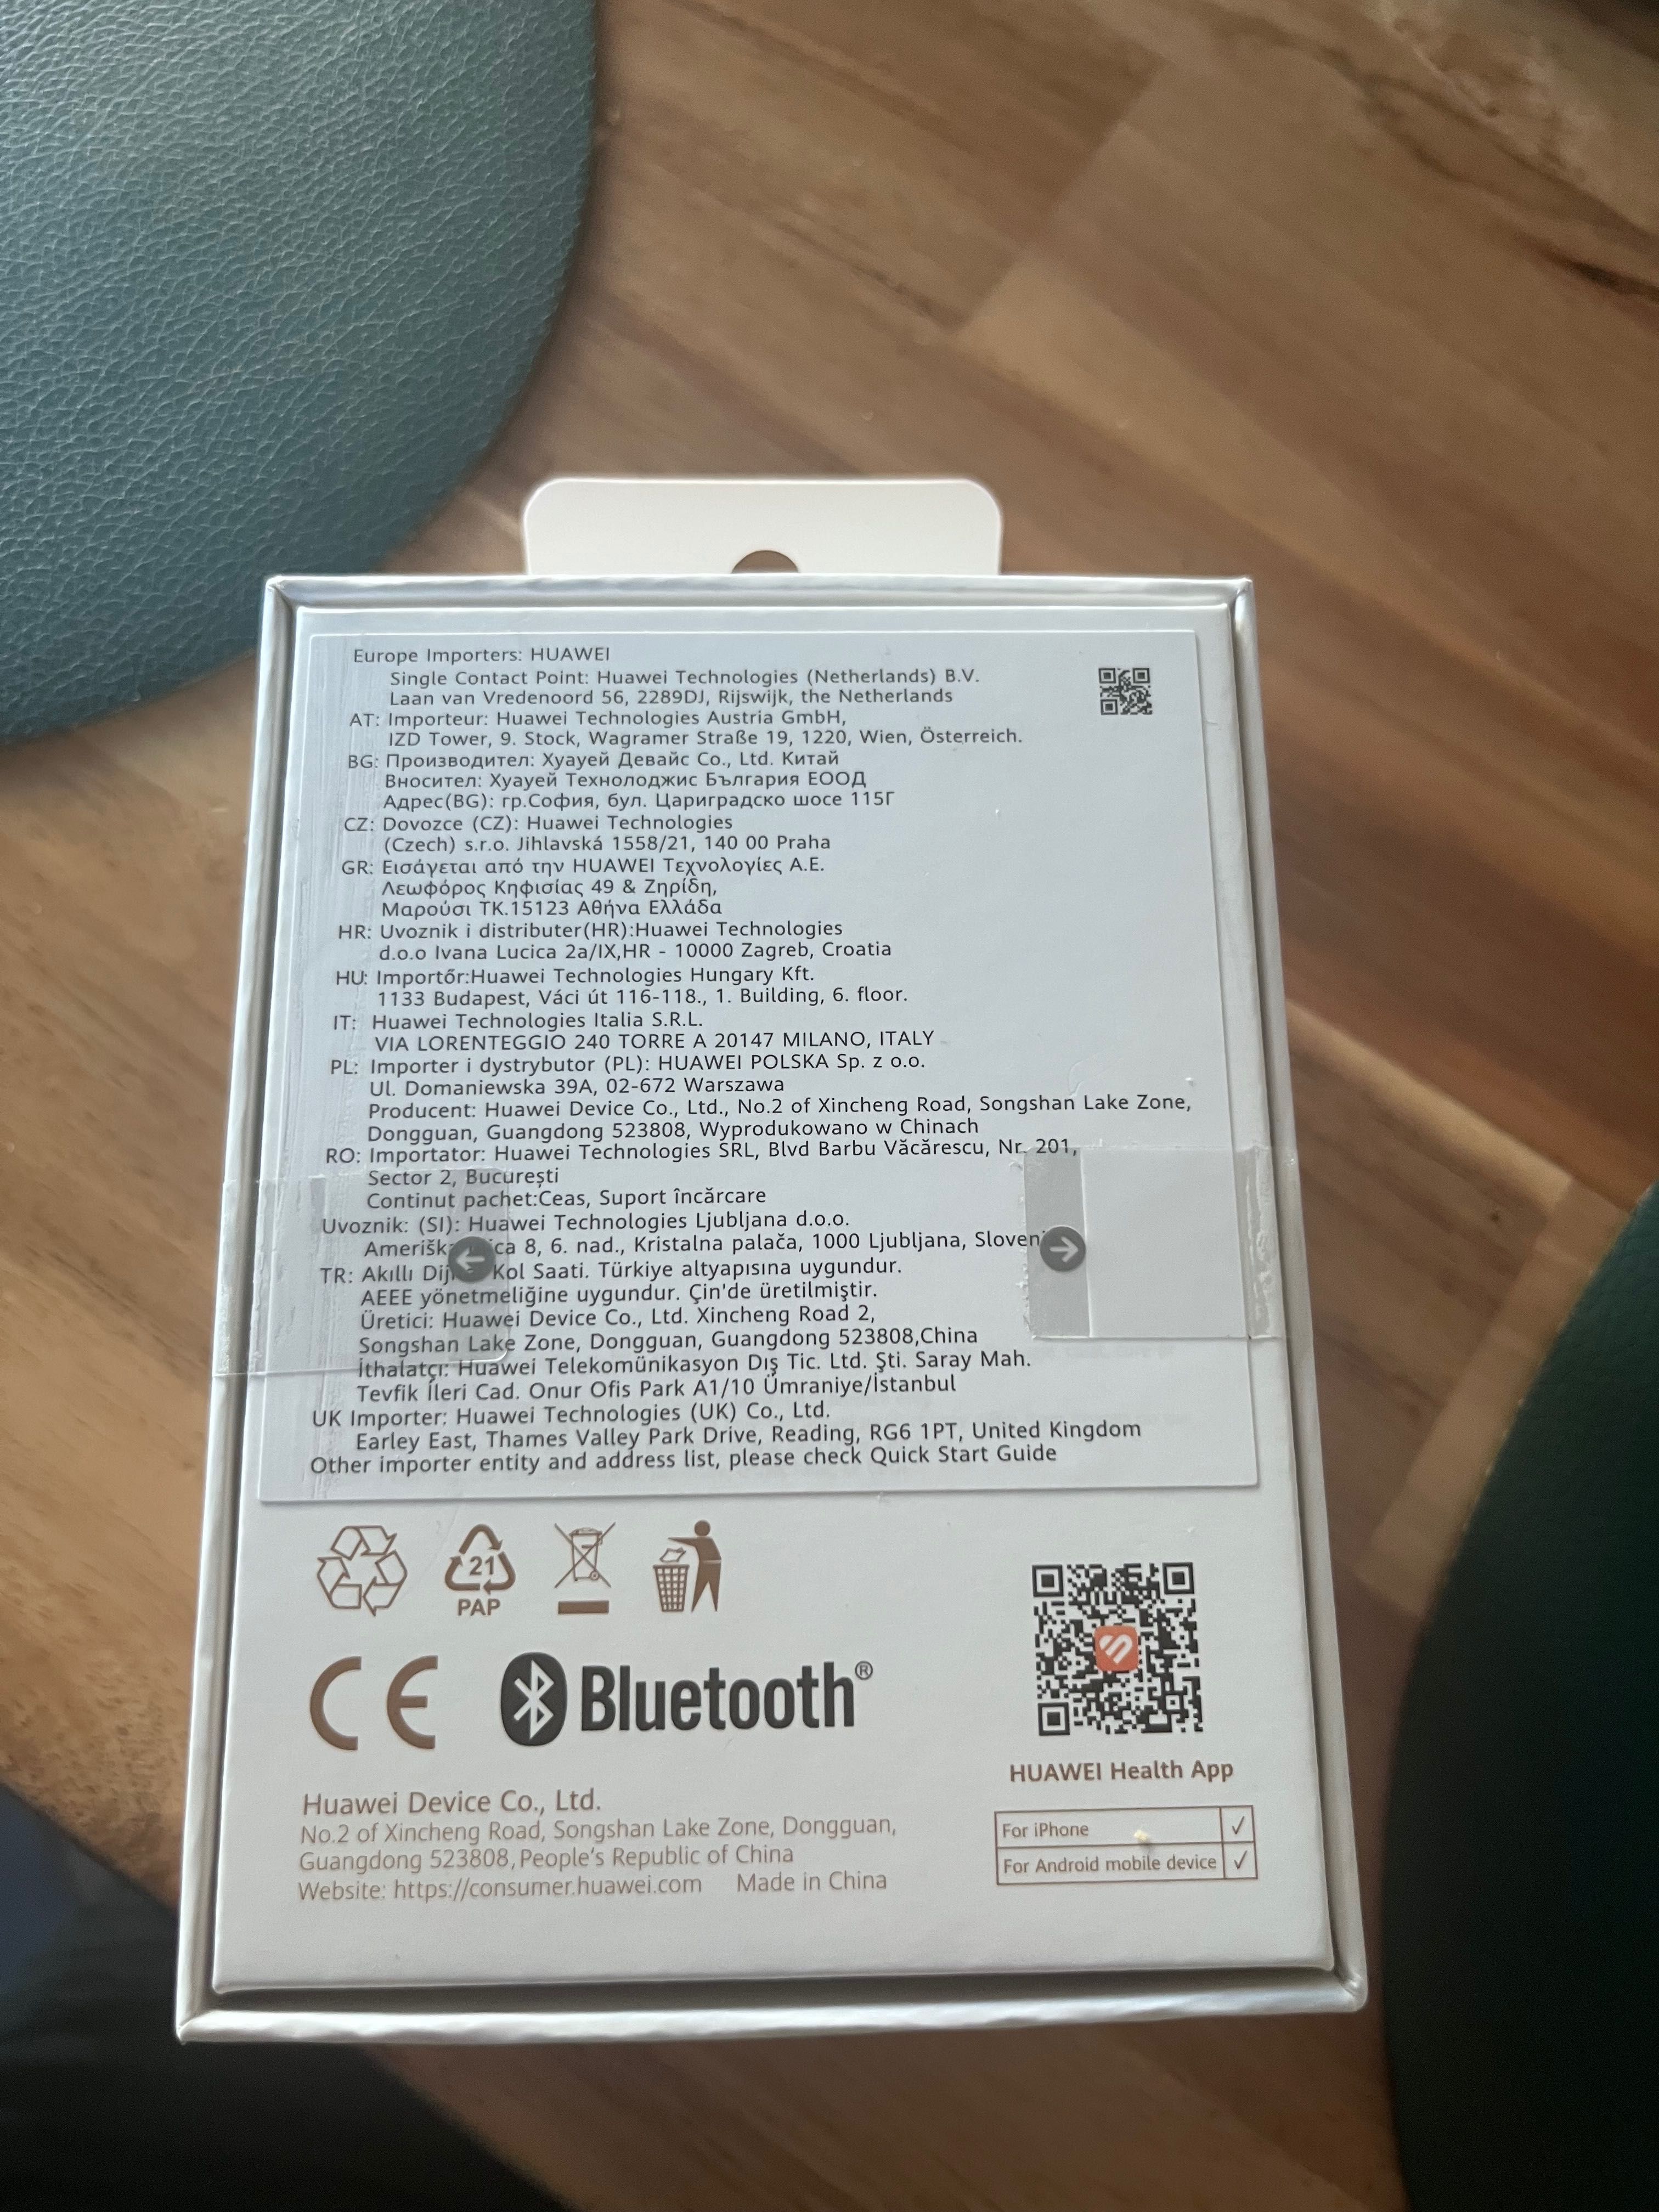 Europe Importers: HUAWEI
Single Contact Point: Huawei Technologies (Netherlands) B.V.
Laan van Vredenoord 56, 2289DJ, Rijswijk, the Netherlands
AT: Importeur: Huawei Technologies Austria GmbH,
IZD Tower, 9. Stock, Wagramer Straße 19, 1220, Wien, Österreich.
BG: Производител: Хуауей Девайс Co., Ltd. Китай
Вносител: Хуауей Технолоджис България ЕООД
Адрес(BG): гр.София, бул. Цариградско шосе 115Г
CZ: Dovozce (CZ): Huawei Technologies
(Czech) s.r.o. Jihlavská 1558/21, 140 00 Praha
GR: Εισάγεται από την HUAWEI Τεχνολογίες Α.Ε.
Λεωφόρος Κηφισίας 49 & Ζηρίδη,
Μαρούσι ΤΚ.15123 Αθήνα Ελλάδα
HR: Uvoznik i distributer(HR):Huawei Technologies
d.o.o Ivana Lucica 2a/IX,HR - 10000 Zagreb, Croatia
HU: Importőr:Huawei Technologies Hungary Kft.
1133 Budapest, Váci út 116-118., 1. Building, 6. floor.
IT: Huawei Technologies Italia S.R.L.
VIA LORENTEGGIO 240 TORRE A 20147 MILANO, ITALY
PL: Importer i dystrybutor (PL): HUAWEI POLSKA Sp. z o.o.
Ul. Domaniewska 39A, 02-672 Warszawa
Producent: Huawei Device Co., Ltd., No.2 of Xincheng Road, Songshan Lake Zone,
Dongguan, Guangdong 523808, Wyprodukowano w Chinach
RO: Importator: Huawei Technologies SRL, Blvd Barbu Văcărescu, Nr. 201,
Sector 2, București
Continut pachet:Ceas, Suport încărcare
Uvoznik: (SI): Huawei Technologies Ljubljana d.o.o.
8, 6. nad., Kristalna palača, 1000 Ljubljana,
TR: Akıllı Kol Saati. Türkiye altyapısına uygundur.
AEEE yönetmeliğine uygundur. Çin'de üretilmiştir.
Üretici: Huawei Device Co., Ltd. Xincheng Road 2,
Songshan Lake Zone, Dongguan, Guangdong 523808,China
İthalatçı: Huawei Telekomünikasyon Dış Tic. Ltd. Şti. Saray Mah.
Tevfik İleri Cad. Onur Ofis Park A1/10 Ümraniye/İstanbul
UK Importer: Huawei Technologies (UK) Co., Ltd.
Earley East, Thames Valley Park Drive, Reading, RG6 1PT, United Kingdom
Other importer entity and address list, please check Quick Start Guide
21
PAP
CE
Bluetooth®
HUAWEI Health App
For iPhone ✓
For Android mobile device ✓
Huawei Device Co., Ltd.
No.2 of Xincheng Road, Songshan Lake Zone, Dongguan,
Guangdong 523808,People's Republic of China
Website: https://consumer.huawei.com Made in China